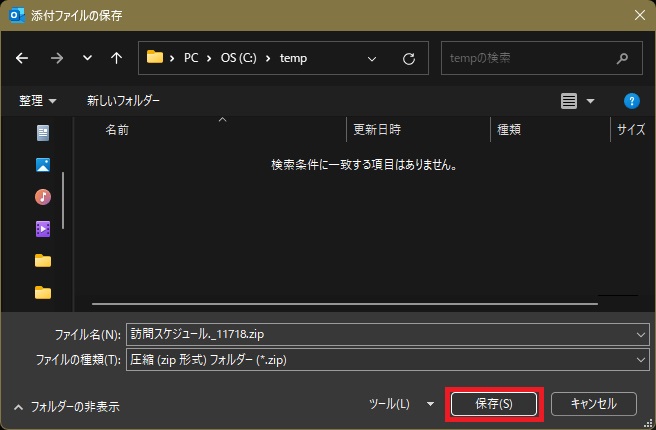 添付ファイルの保存
PC OS (C:) temp tempの検索
整理 新しいフォルダー ?
名前 更新日時 種類 サイズ
検索条件に一致する項目はありません。
ファイル名(N): 訪問スケジュール._11718.zip
ファイルの種類(T): 圧縮 (zip 形式) フォルダー (*.zip)
フォルダーの非表示 ツール(L) 保存(S) キャンセル